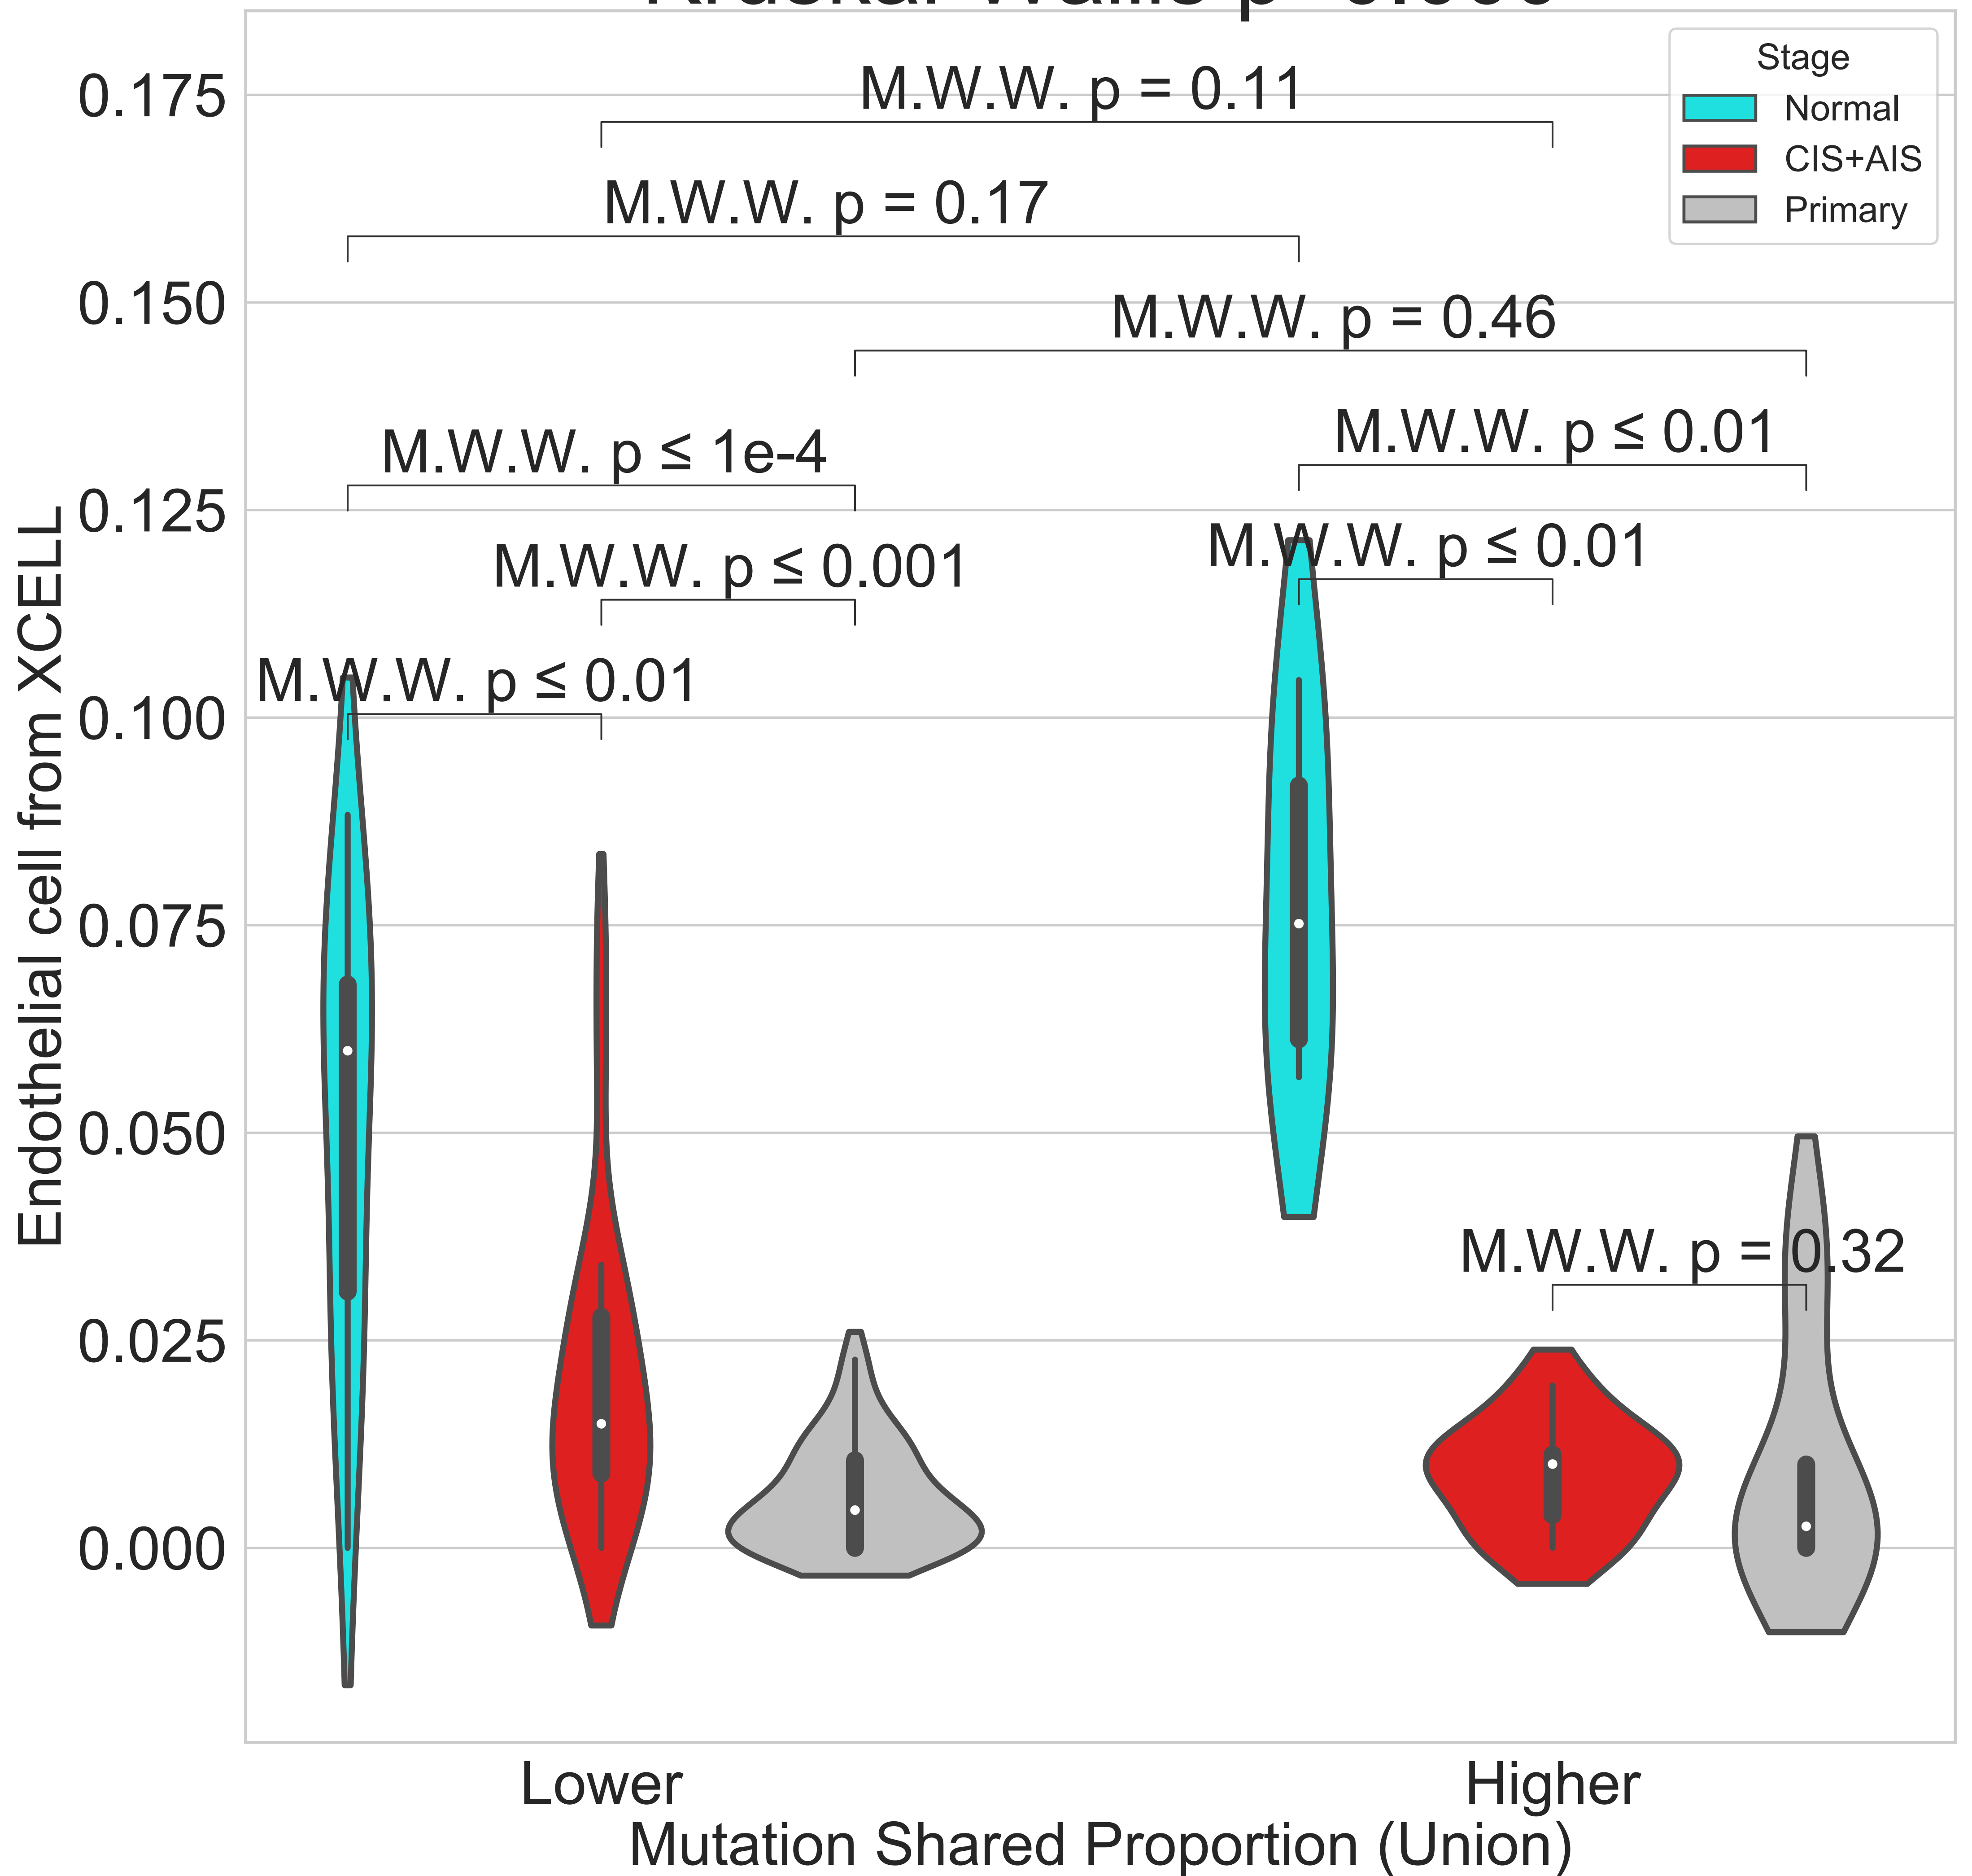 Stage
Normal
CIS+AIS
Primary
M.W.W. p = 0.11
M.W.W. p = 0.17
M.W.W. p = 0.46
M.W.W. p ≤ 0.01
M.W.W. p ≤ 1e-4
M.W.W. p ≤ 0.01
M.W.W. p ≤ 0.001
M.W.W. p ≤ 0.01
M.W.W. p = 0.32
0.175
0.150
0.125
0.100
0.075
0.050
0.025
0.000
Endothelial cell from XCELL
Lower
Higher
Mutation Shared Proportion (Union)